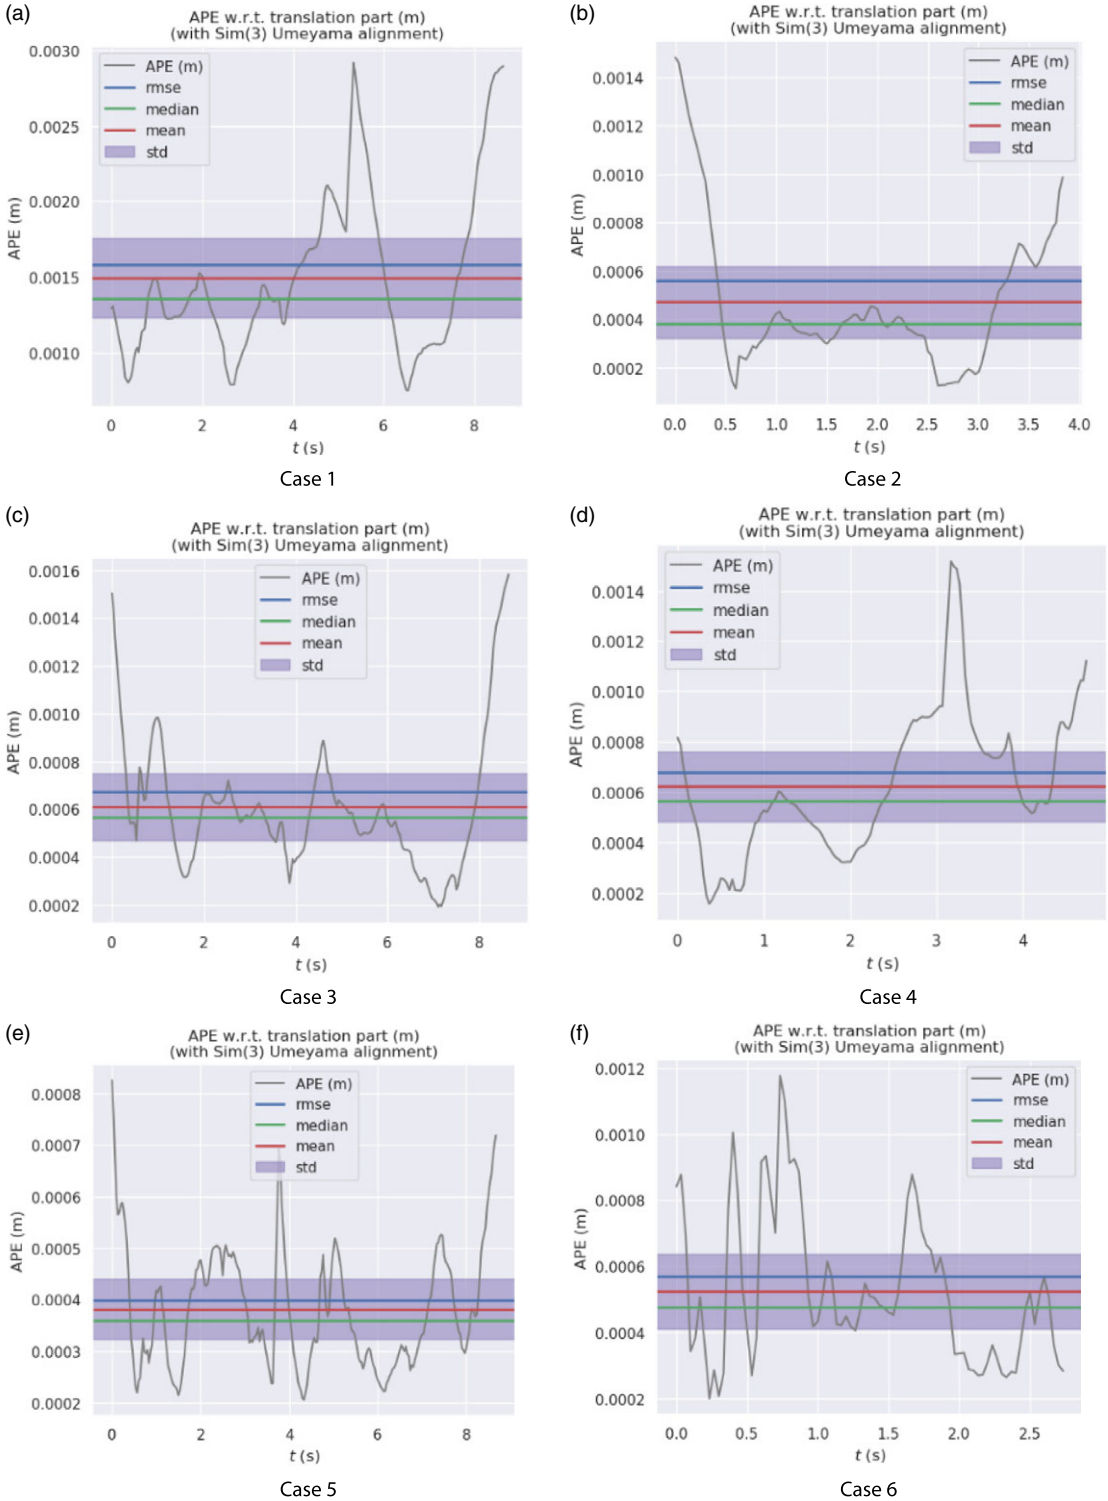 (a)
APE w.r.t. translation part (m)
(with Sim(3) Umeyama alignment)
APE (m)
rmse
median
mean
std
0.0030
0.0025
0.0020
0.0015
0.0010
APE (m)
0 2 4 6 8
t (s)
Case 1
(b)
APE w.r.t. translation part (m)
(with Sim(3) Umeyama alignment)
APE (m)
rmse
median
mean
std
0.0014
0.0012
0.0010
0.0008
0.0006
0.0004
0.0002
APE (m)
0.0 0.5 1.0 1.5 2.0 2.5 3.0 3.5 4.0
t (s)
Case 2
(c)
APE w.r.t. translation part (m)
(with Sim(3) Umeyama alignment)
APE (m)
rmse
median
mean
std
0.0016
0.0014
0.0012
0.0010
0.0008
0.0006
0.0004
0.0002
APE (m)
0 2 4 6 8
t (s)
Case 3
(d)
APE w.r.t. translation part (m)
(with Sim(3) Umeyama alignment)
APE (m)
rmse
median
mean
std
0.0014
0.0012
0.0010
0.0008
0.0006
0.0004
0.0002
APE (m)
0 1 2 3 4
t (s)
Case 4
(e)
APE w.r.t. translation part (m)
(with Sim(3) Umeyama alignment)
APE (m)
rmse
median
mean
std
0.0008
0.0007
0.0006
0.0005
0.0004
0.0003
0.0002
APE (m)
0 2 4 6 8
t (s)
Case 5
(f)
APE w.r.t. translation part (m)
(with Sim(3) Umeyama alignment)
APE (m)
rmse
median
mean
std
0.0012
0.0010
0.0008
0.0006
0.0004
0.0002
APE (m)
0.0 0.5 1.0 1.5 2.0 2.5
t (s)
Case 6